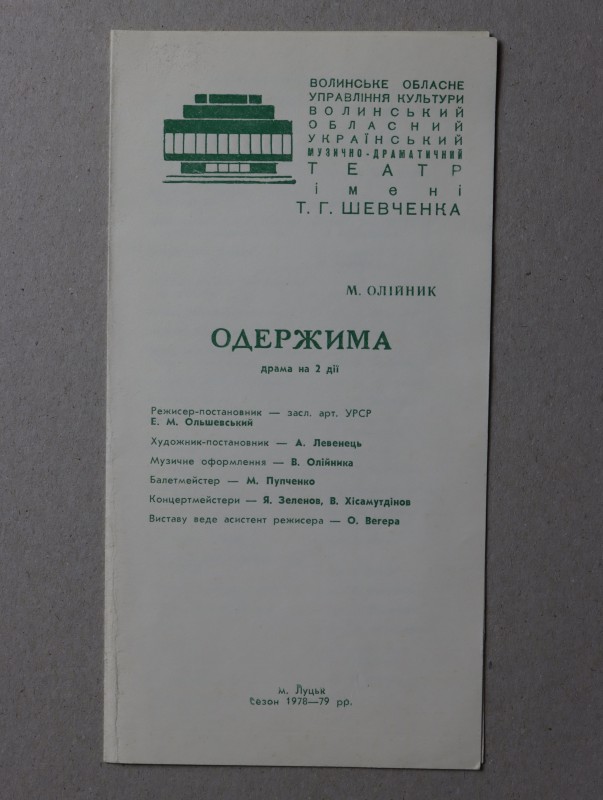 ВОЛИНСЬКЕ ОБЛАСНЕ
УПРАВЛІННЯ КУЛЬТУРИ
ВОЛИНСЬКИЙ
ОБЛАСНИЙ
УКРАЇНСЬКИЙ
МУЗИЧНО-ДРАМАТИЧНИЙ
ТЕАТР
імені
Т. Г. ШЕВЧЕНКА
М. ОЛІЙНИК
ОДЕРЖИМА
драма на 2 дії
Режисер-постановник — засл. арт. УРСР
Е. М. Ольшевський
Художник-постановник — А. Левенець
Музичне оформлення — В. Олійника
Балетмейстер — М. Пупченко
Концертмейстери — Я. Зеленов, В. Хісамутдінов
Виставу веде асистент режисера — О. Вегера
м. Луцьк
Сезон 1978—79 рр.